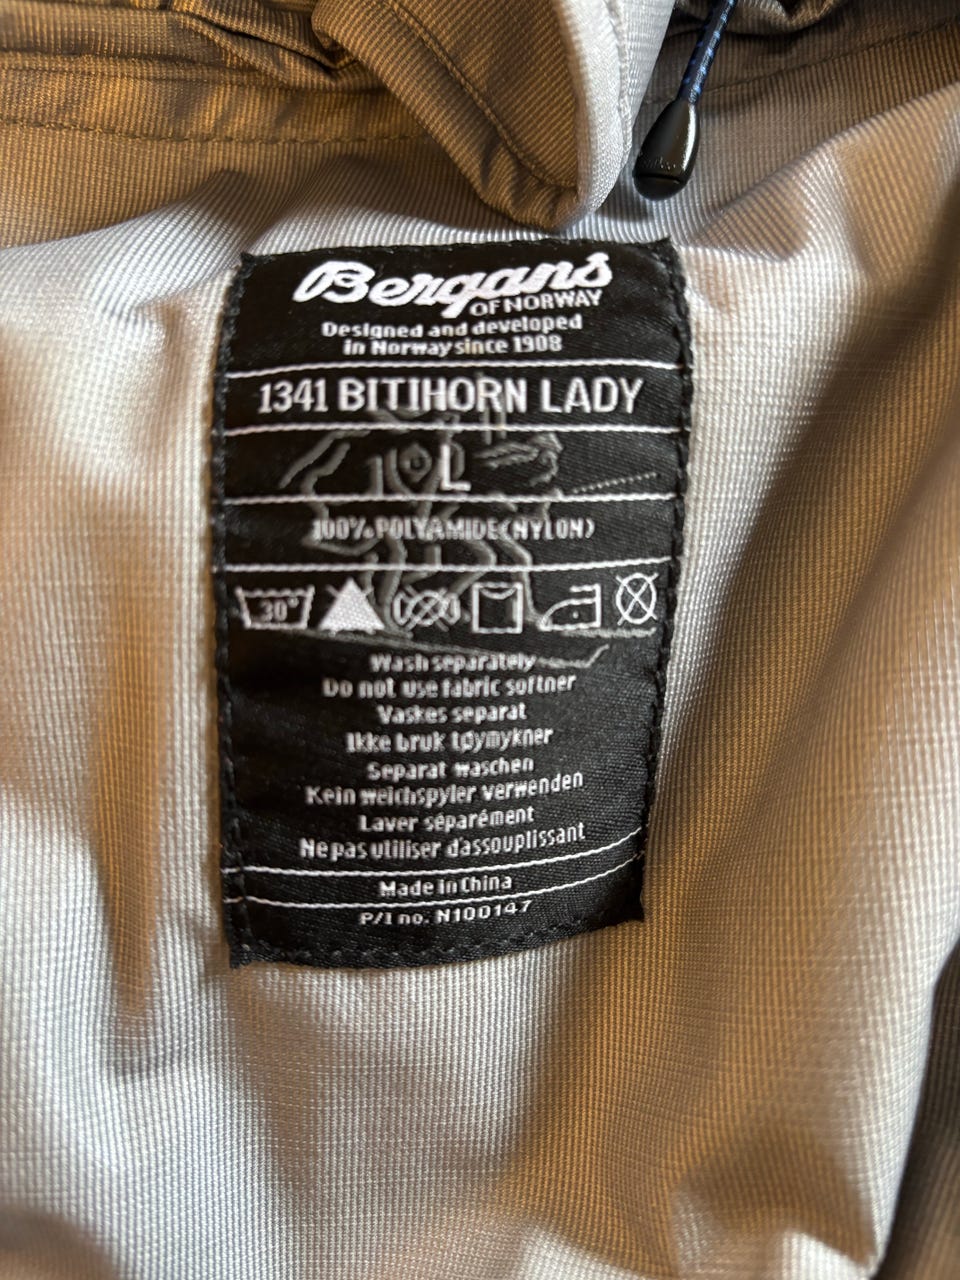 Bergans
OF NORWAY
Designed and developed
in Norway since 1908
1341 BITIHORN LADY
L
100% POLYAMIDE(NYLON)
30°
Wash separately
Do not use fabric softner
Vaskes separat
Ikke bruk tøymykner
Separat waschen
Kein weichspyler verwenden
Laver séparément
Ne pas utiliser d'assouplissant
Made in China
P/I no. N100147